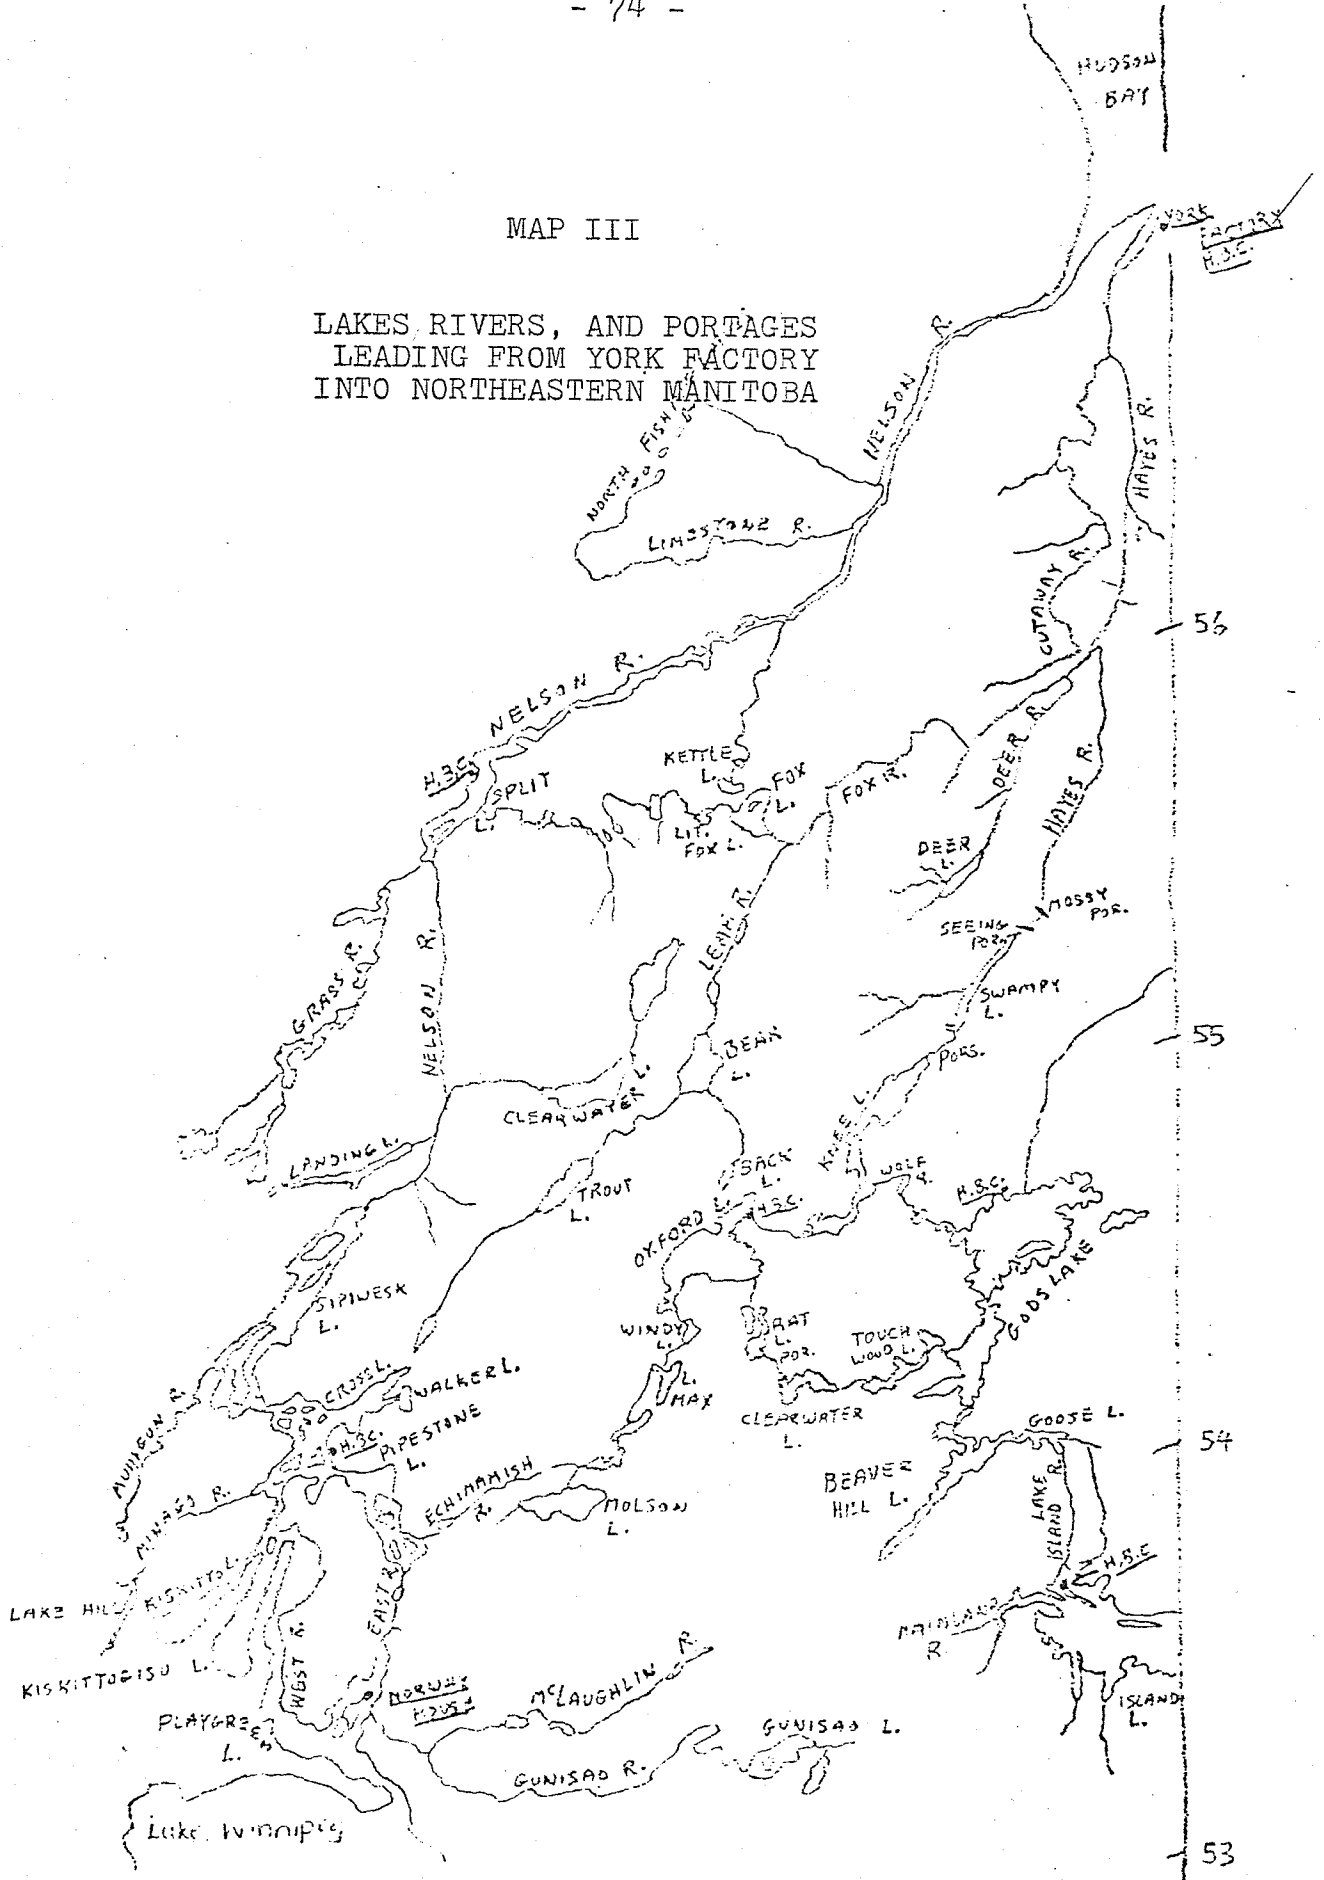 - 74 -
HUDSON
BAY
MAP III
YORK
FACTORY
H.B.C.
LAKES, RIVERS, AND PORTAGES
LEADING FROM YORK FACTORY
INTO NORTHEASTERN MANITOBA
NELSON R.
HAYES R.
NORTH FISH
LIMESTONE R.
CUTAWAY R.
56
NELSON R.
H.B.C.
SPLIT
L.
KETTLE
L.
FOX
L.
LIT.
FOX L.
FOX R.
DEER R.
HAYES R.
DEER
L.
MOSSY
POR.
SEEING
POR.
SWAMPY
L.
GRASS R.
NELSON R.
55
BEAR
L.
PORS.
CLEARWATER L.
KNEE L.
LANDING L.
BACK
L.
WOLF
R.
TROUT
L.
H.B.C.
H.B.C.
OXFORD L.
GODS LAKE
SIPIWESK
L.
WINDY
L.
RAT
L.
POR.
TOUCH
WOOD L.
CROSS L.
WALKER L.
L.
MAX
CLEARWATER
L.
GOOSE L.
54
H.B.C.
PIPESTONE
L.
MINAGO R.
ECHIMAMISH
R.
MOLSON
L.
BEAVER
HILL L.
ISLAND LAKE R.
H.B.C
LAKE HILL
KISKITTO L.
EAST R.
MAINLAND
R.
KISKITTOGISU L.
WEST R.
NORWAY
HOUSE
McLAUGHLIN R.
ISLAND
L.
PLAYGREEN
L.
GUNISAO L.
GUNISAO R.
Lake Winnipeg
53